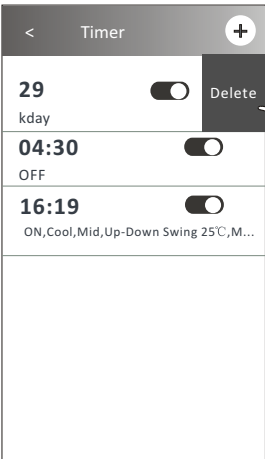 < Timer +
29 Delete
kday
04:30
OFF
16:19
ON,Cool,Mid,Up-Down Swing 25℃,M...